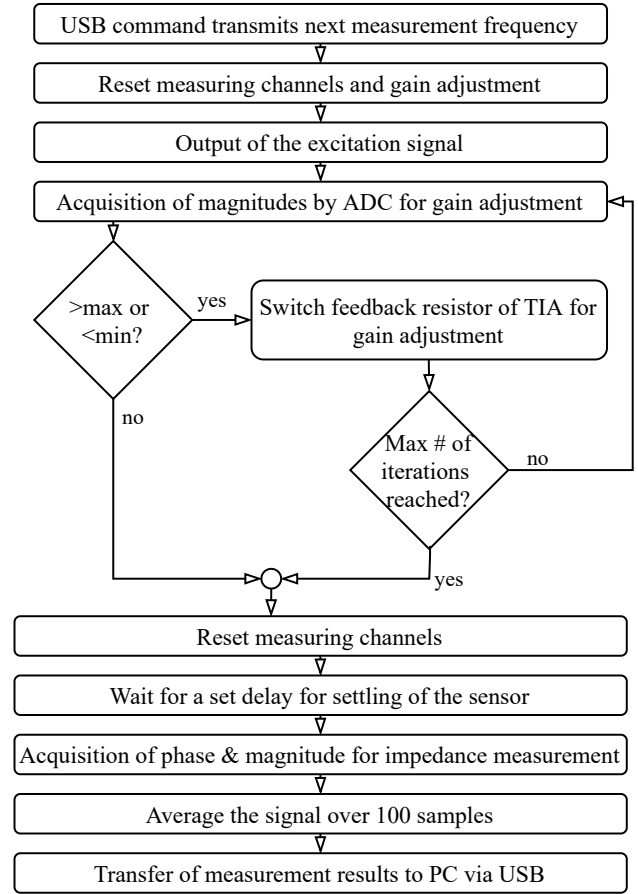 USB command transmits next measurement frequency
Reset measuring channels and gain adjustment
Output of the excitation signal
Acquisition of magnitudes by ADC for gain adjustment
>max or
<min?
yes
Switch feedback resistor of TIA for
gain adjustment
no
Max # of
iterations
reached?
no
yes
Reset measuring channels
Wait for a set delay for settling of the sensor
Acquisition of phase & magnitude for impedance measurement
Average the signal over 100 samples
Transfer of measurement results to PC via USB